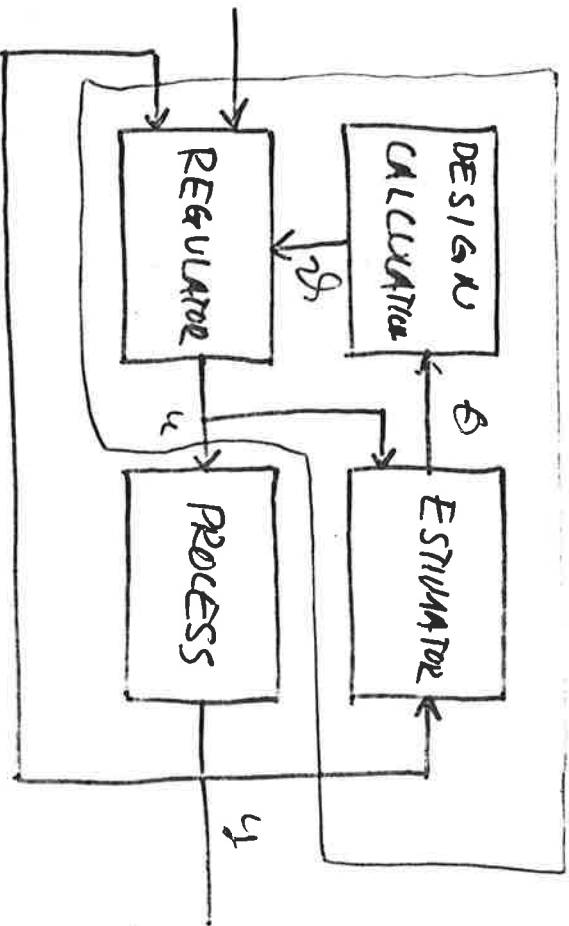 DESIGN
CALCULATION
θ
ESTIMATOR
ϑ
REGULATOR
u
PROCESS
y